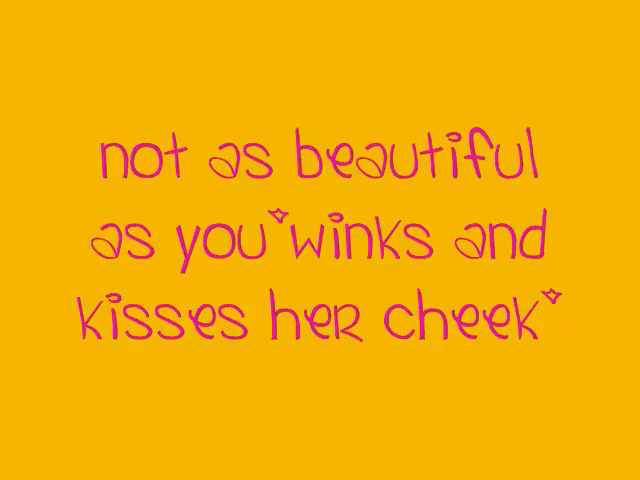 not as beautiful
as you*winks and
kisses her cheek*